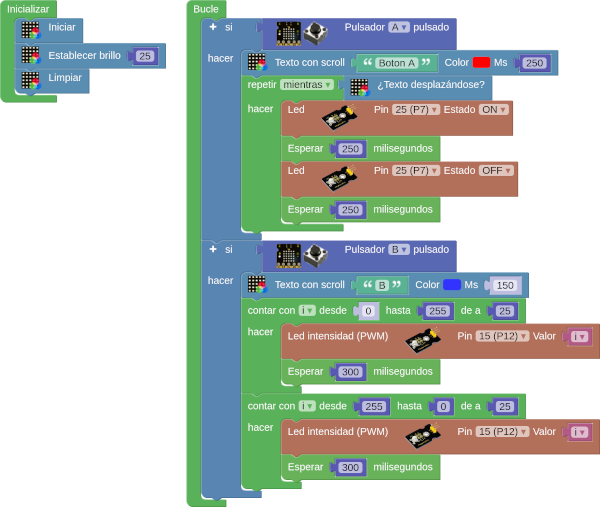 Inicializar
Iniciar
Establecer brillo 25
Limpiar
Bucle
si Pulsador A pulsado
hacer Texto con scroll “ Boton A ” Color Ms 250
repetir mientras ¿Texto desplazándose?
hacer Led Pin 25 (P7) Estado ON
Esperar 250 milisegundos
Led Pin 25 (P7) Estado OFF
Esperar 250 milisegundos
si Pulsador B pulsado
hacer Texto con scroll “ B ” Color Ms 150
contar con i desde 0 hasta 255 de a 25
hacer Led intensidad (PWM) Pin 15 (P12) Valor i
Esperar 300 milisegundos
contar con i desde 255 hasta 0 de a 25
hacer Led intensidad (PWM) Pin 15 (P12) Valor i
Esperar 300 milisegundos